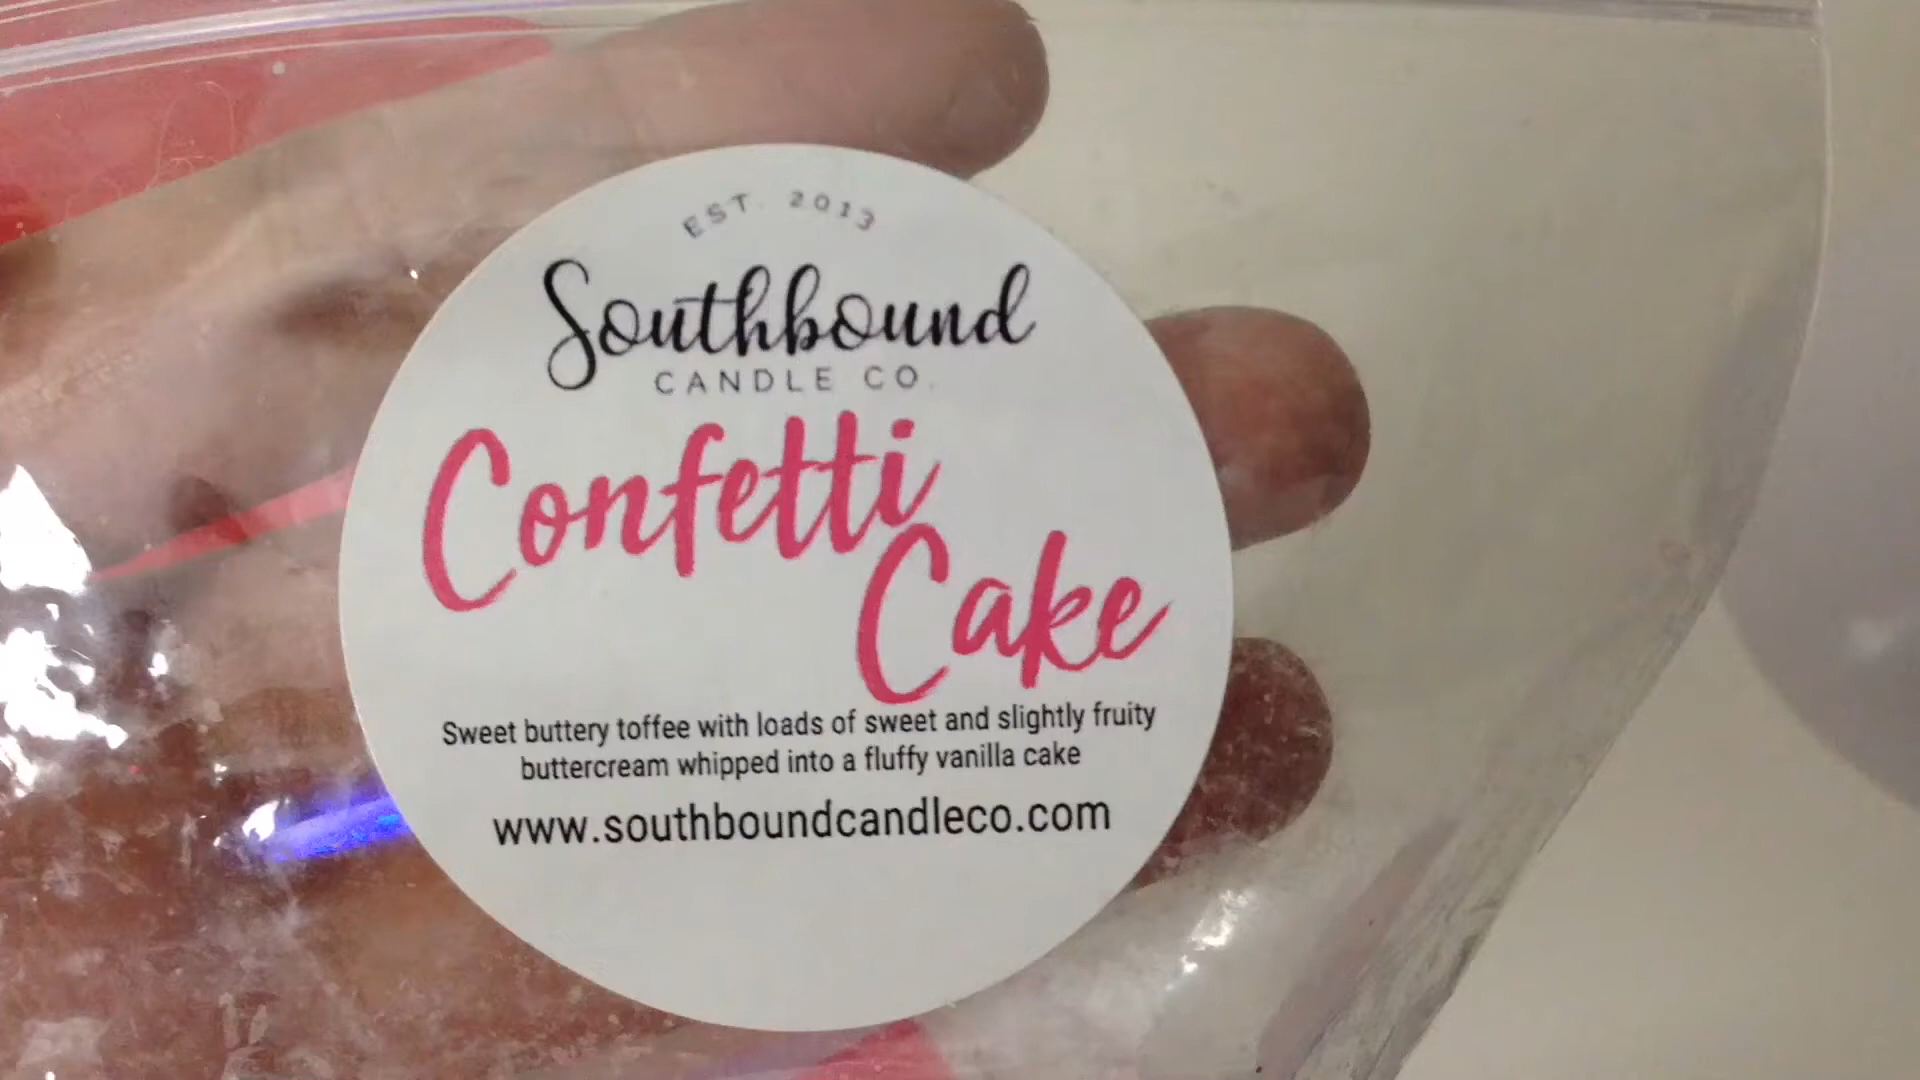 EST. 2013
Southbound
CANDLE CO.
Confetti
Cake
Sweet buttery toffee with loads of sweet and slightly fruity
buttercream whipped into a fluffy vanilla cake
www.southboundcandleco.com